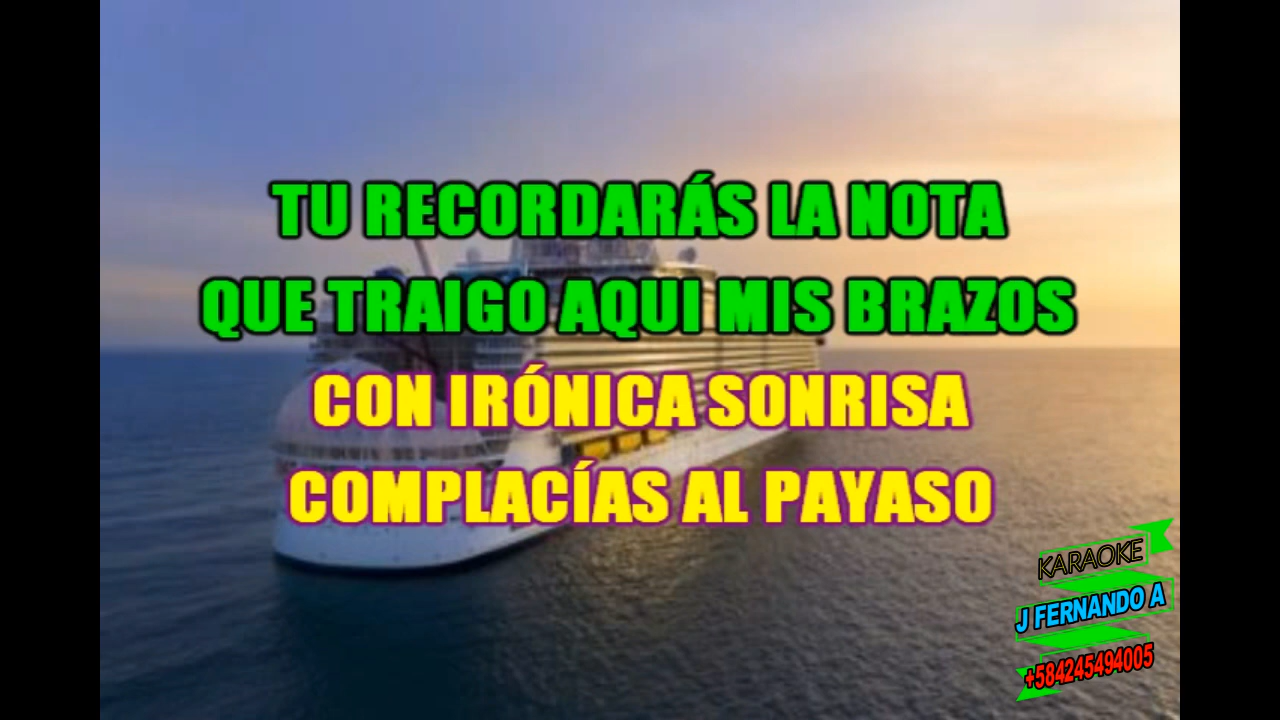 TU RECORDARÁS LA NOTA
QUE TRAIGO AQUI MIS BRAZOS
CON IRÓNICA SONRISA
COMPLACÍAS AL PAYASO
KARAOKE
J FERNANDO A
+584245494005